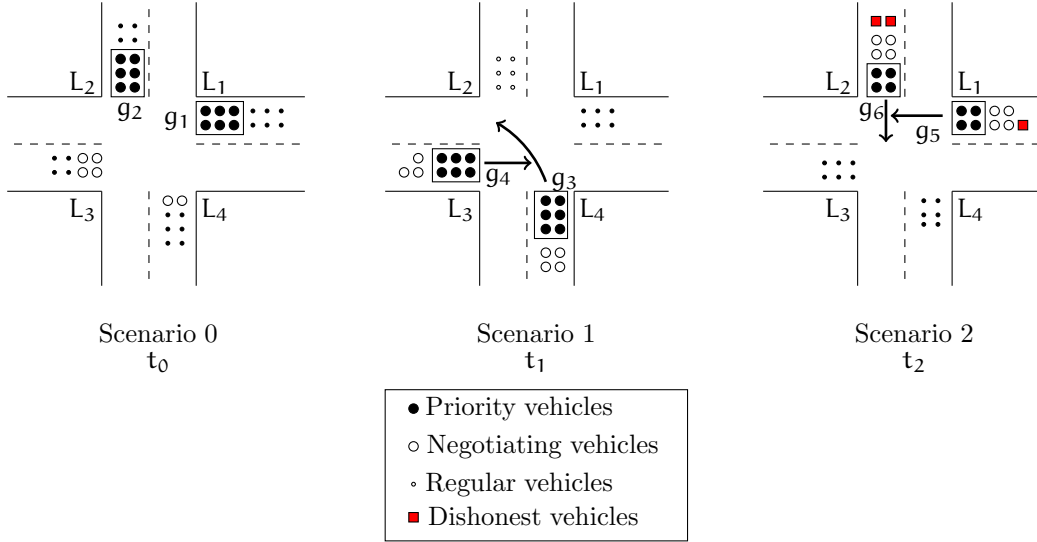 L₂ L₁
g₂ g₁
L₃ L₄
Scenario 0
t₀
L₂ L₁
g₄ g₃
L₃ L₄
Scenario 1
t₁
L₂ L₁
g₆ g₅
L₃ L₄
Scenario 2
t₂
Priority vehicles
Negotiating vehicles
Regular vehicles
Dishonest vehicles